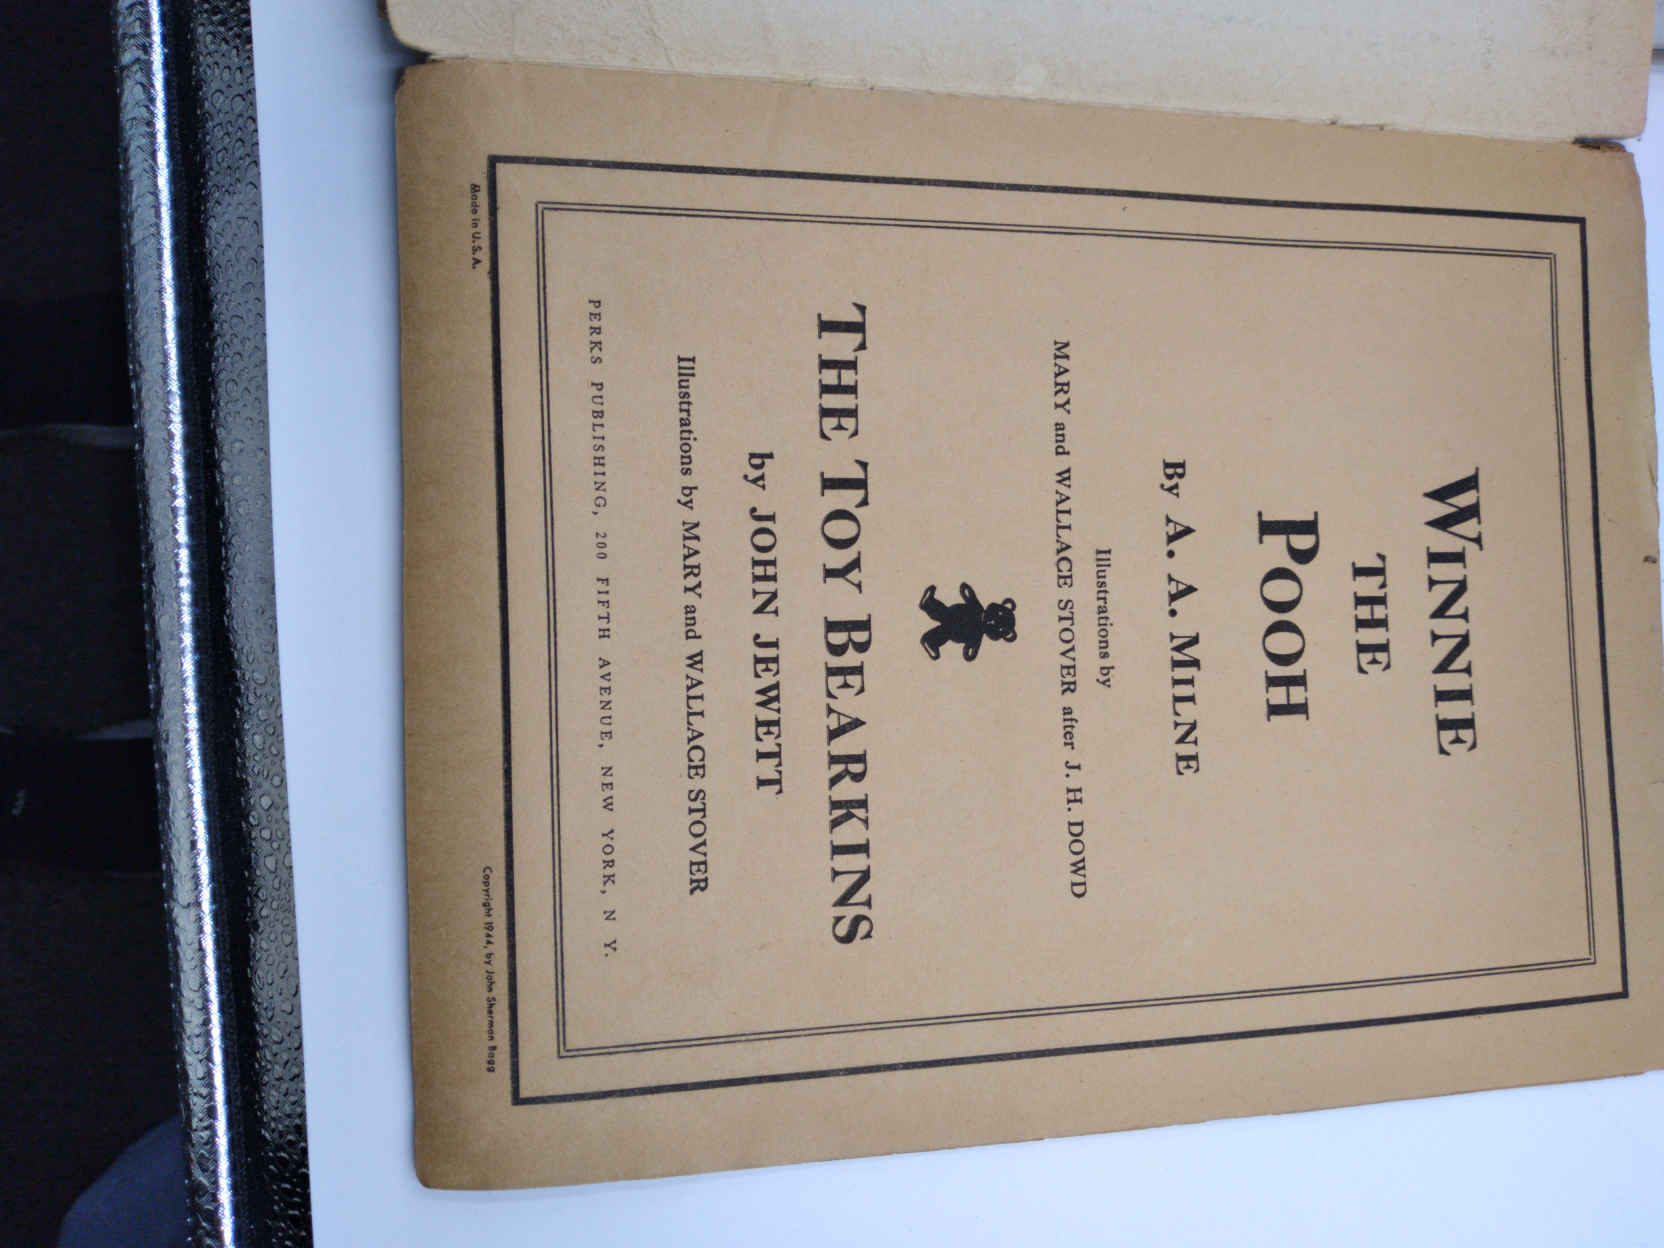 WINNIE
THE
POOH
By A. A. MILNE
Illustrations by
MARY and WALLACE STOVER after J. H. DOWD
THE TOY BEARKINS
by JOHN JEWETT
Illustrations by MARY and WALLACE STOVER
PERKS PUBLISHING, 200 FIFTH AVENUE, NEW YORK, N Y.
Made in U. S. A.
Copyright 1944, by John Sherman Bagg